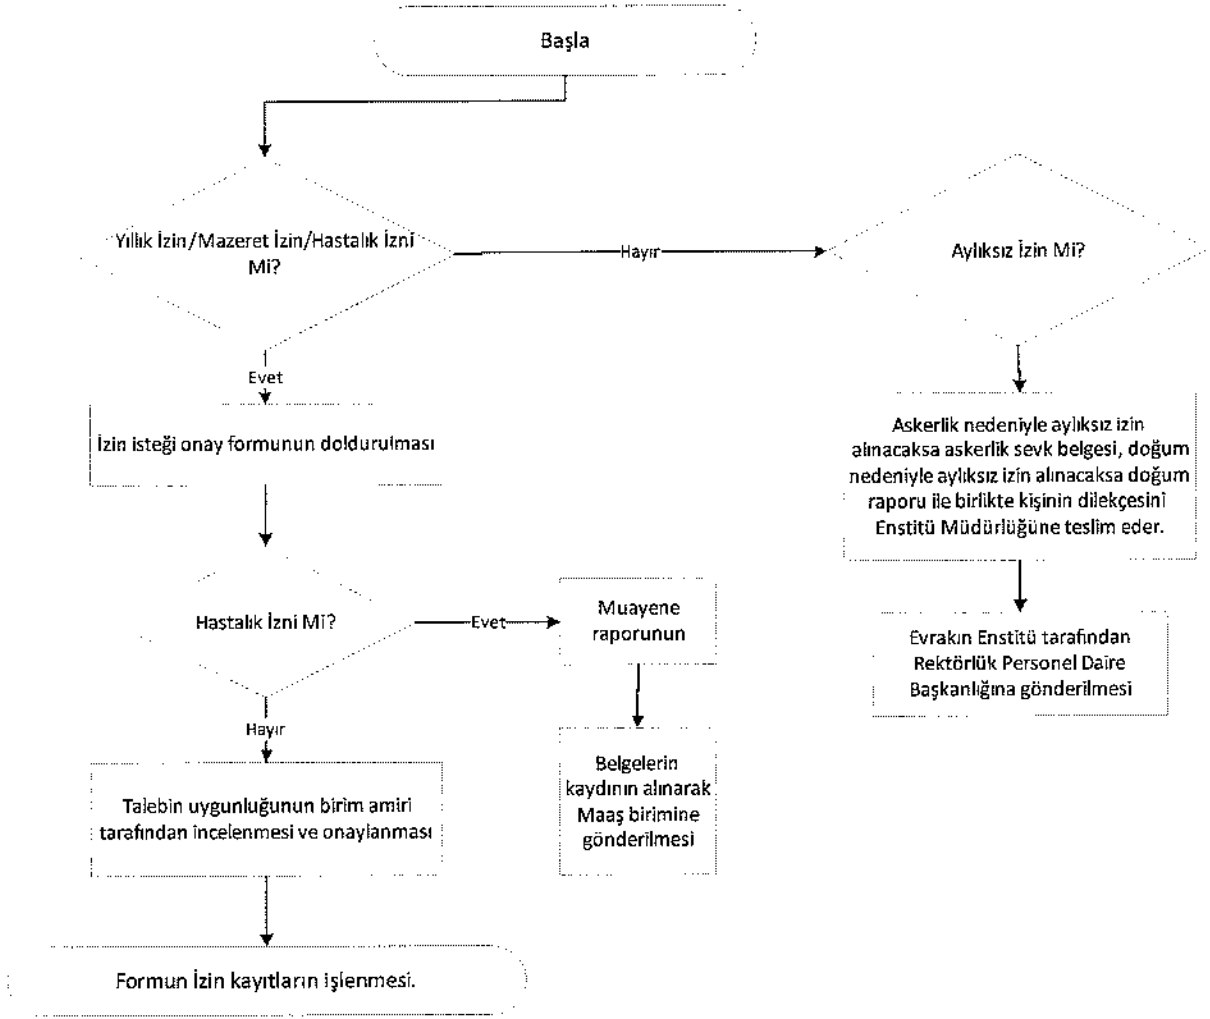 Başla
Yıllık İzin/Mazeret İzin/Hastalık İzni
Mi?
Hayır
Aylıksız İzin Mi?
Evet
İzin isteği onay formunun doldurulması
Askerlik nedeniyle aylıksız izin
alınacaksa askerlik sevk belgesi, doğum
nedeniyle aylıksız izin alınacaksa doğum
raporu ile birlikte kişinin dilekçesini
Enstitü Müdürlüğüne teslim eder.
Hastalık İzni Mi?
Evet
Muayene
raporunun
Evrakın Enstitü tarafından
Rektörlük Personel Daire
Başkanlığına gönderilmesi
Hayır
Belgelerin
kaydının alınarak
Maaş birimine
gönderilmesi
Talebin uygunluğunun birim amiri
tarafından incelenmesi ve onaylanması
Formun İzin kayıtların işlenmesi.